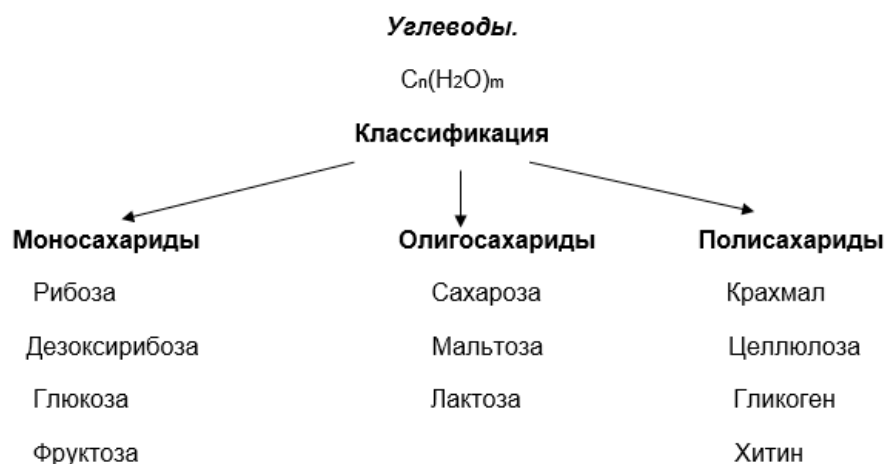 Углеводы.
Cn(H2O)m
Классификация
Моносахариды Олигосахариды Полисахариды
Рибоза Сахароза Крахмал
Дезоксирибоза Мальтоза Целлюлоза
Глюкоза Лактоза Гликоген
Фруктоза Хитин